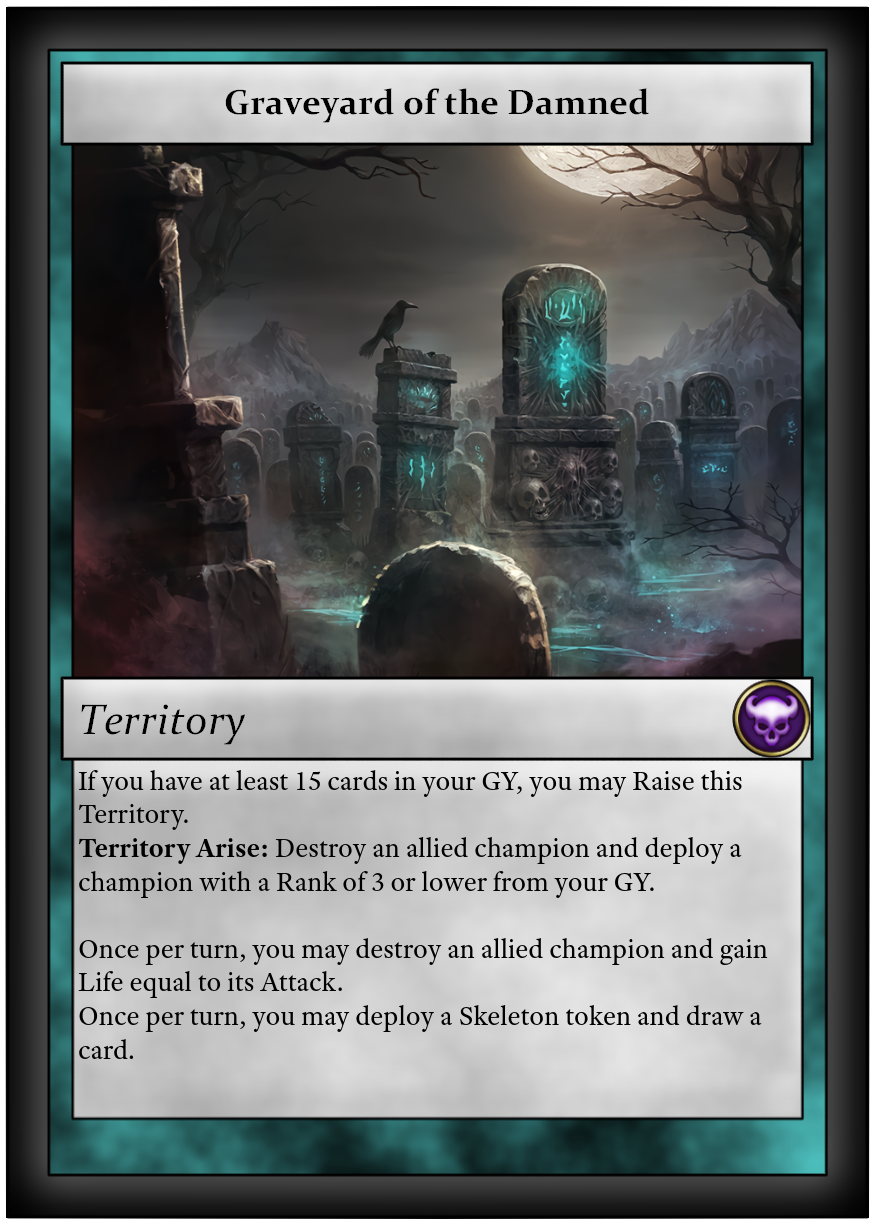 Graveyard of the Damned
Territory
If you have at least 15 cards in your GY, you may Raise this
Territory.
Territory Arise: Destroy an allied champion and deploy a
champion with a Rank of 3 or lower from your GY.
Once per turn, you may destroy an allied champion and gain
Life equal to its Attack.
Once per turn, you may deploy a Skeleton token and draw a
card.